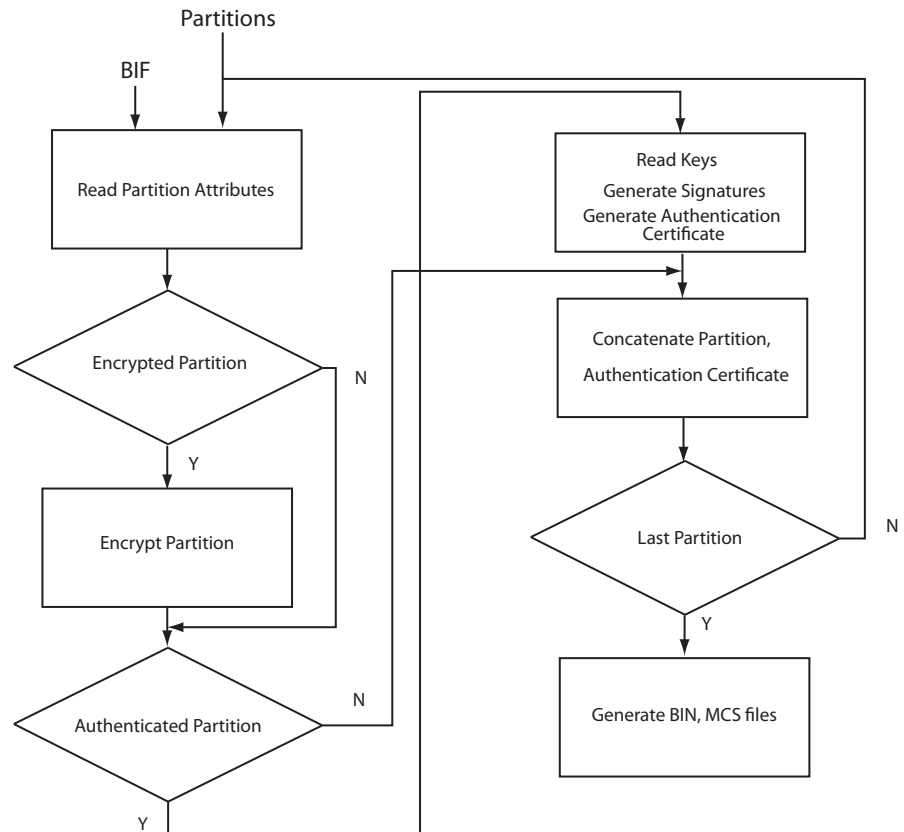 Partitions
BIF
Read Partition Attributes
Encrypted Partition
N
Y
Encrypt Partition
Authenticated Partition
N
Y
Read Keys
Generate Signatures
Generate Authentication
Certificate
Concatenate Partition,
Authentication Certificate
Last Partition
N
Y
Generate BIN, MCS files